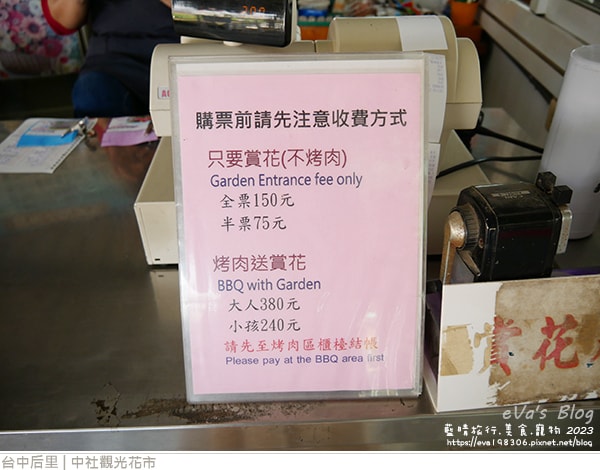 200
購票前請先注意收費方式
只要賞花(不烤肉)
Garden Entrance fee only
全票150元
半票75元
烤肉送賞花
BBQ with Garden
大人380元
小孩240元
請先至烤肉區櫃檯結帳
Please pay at the BBQ area first
賞花
eVa's Blog
藍晴旅行.美食.寵物 2023
https://eva198306.pixnet.net/blog
台中后里 | 中社觀光花市